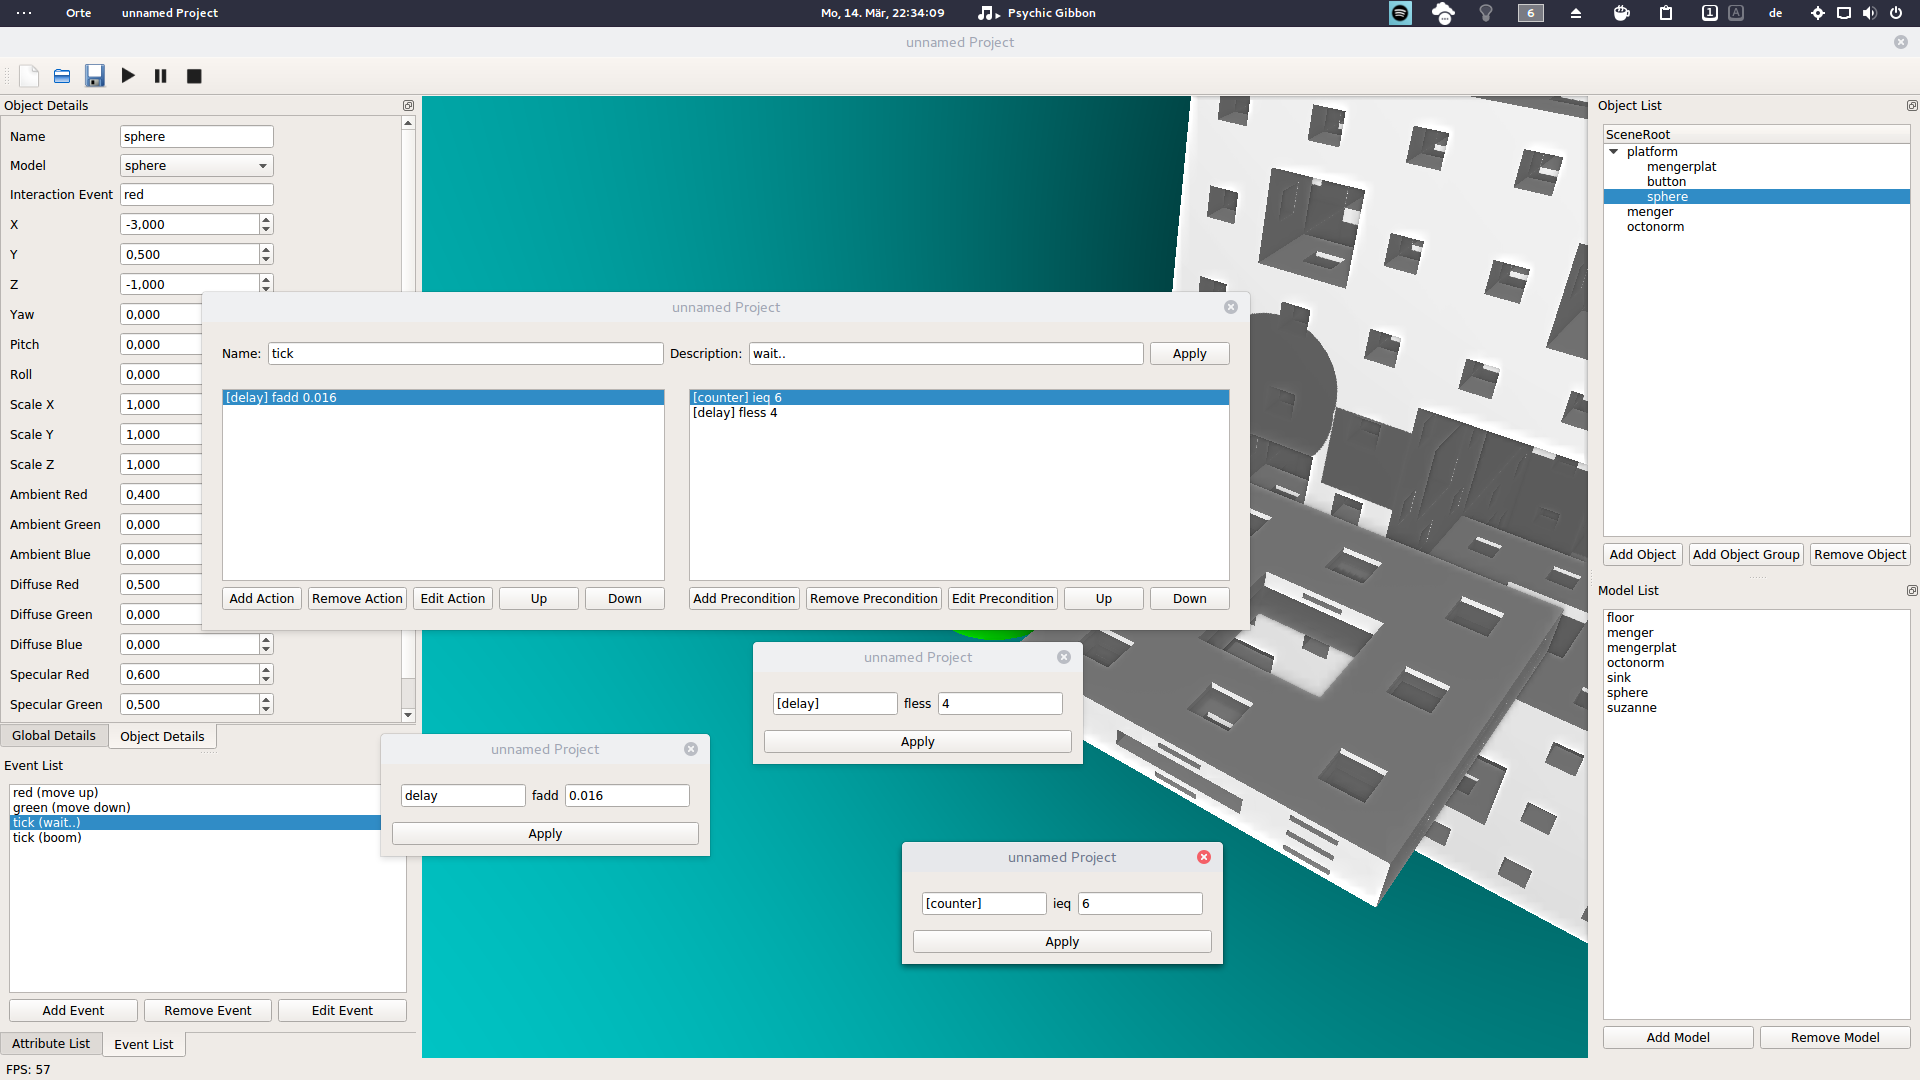 Orte
unnamed Project
Mo, 14. Mär, 22:34:09
Psychic Gibbon
6
1
A
de
unnamed Project
Object Details
Name
sphere
Model
sphere
Interaction Event
red
X
-3,000
Y
0,500
Z
-1,000
Yaw
0,000
Pitch
0,000
Roll
0,000
Scale X
1,000
Scale Y
1,000
Scale Z
1,000
Ambient Red
0,400
Ambient Green
0,000
Ambient Blue
0,000
Diffuse Red
0,500
Diffuse Green
0,000
Diffuse Blue
0,000
Specular Red
0,600
Specular Green
0,500
Global Details
Object Details
Event List
red (move up)
green (move down)
tick (wait..)
tick (boom)
Add Event
Remove Event
Edit Event
Attribute List
Event List
FPS: 57
unnamed Project
Name:
tick
Description:
wait..
Apply
[delay] fadd 0.016
[counter] ieq 6
[delay] fless 4
Add Action
Remove Action
Edit Action
Up
Down
Add Precondition
Remove Precondition
Edit Precondition
Up
Down
unnamed Project
[delay]
fless
4
Apply
unnamed Project
delay
fadd
0.016
Apply
unnamed Project
[counter]
ieq
6
Apply
Object List
SceneRoot
platform
mengerplat
button
sphere
menger
octonorm
Add Object
Add Object Group
Remove Object
Model List
floor
menger
mengerplat
octonorm
sink
sphere
suzanne
Add Model
Remove Model